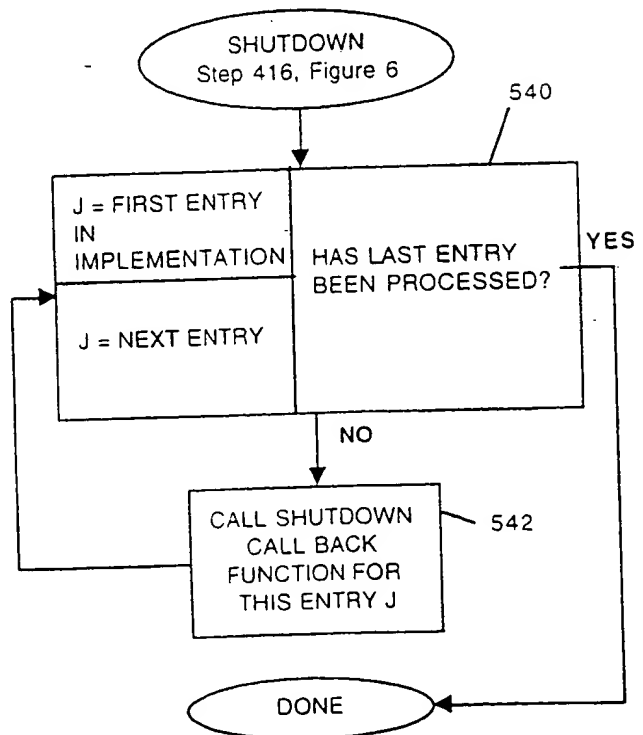 SHUTDOWN
Step 416, Figure 6
540
J = FIRST ENTRY
IN
IMPLEMENTATION
HAS LAST ENTRY
BEEN PROCESSED?
YES
J = NEXT ENTRY
NO
CALL SHUTDOWN
CALL BACK
FUNCTION FOR
THIS ENTRY J
542
DONE